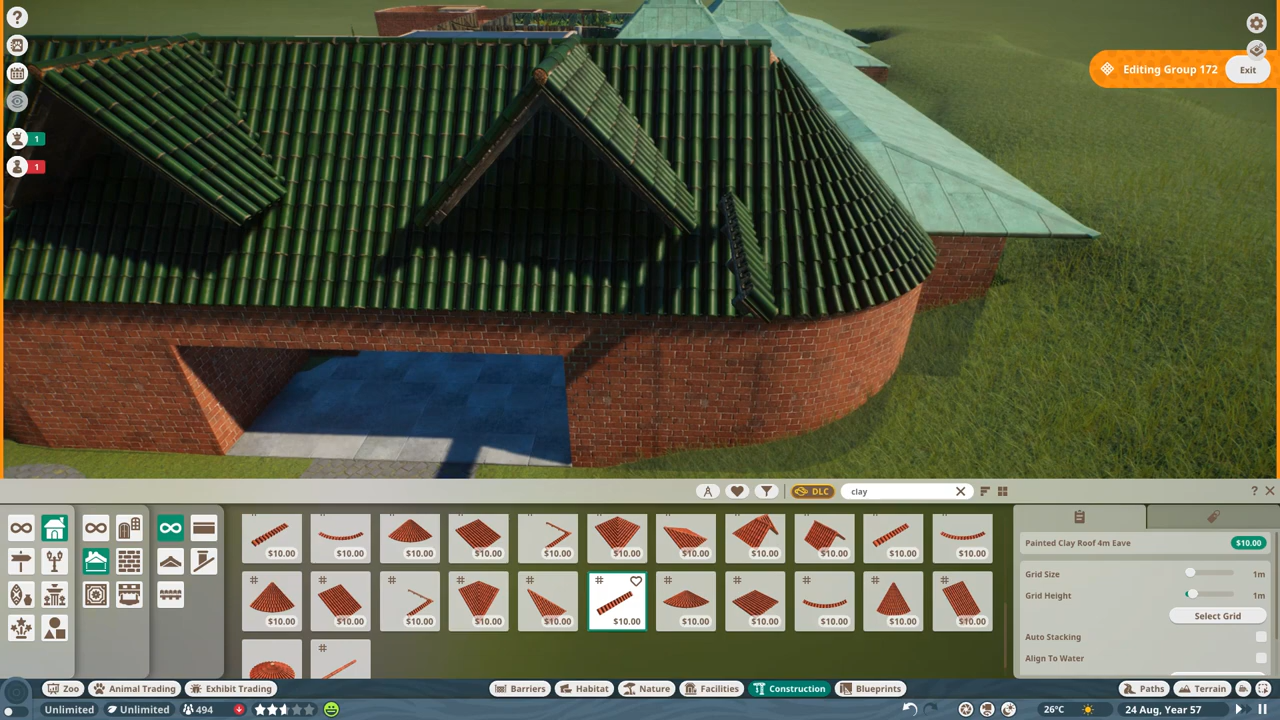 ?
Editing Group 172 Exit
1
1
DLC clay
?
$10.00 $10.00 $10.00 $10.00 $10.00 $10.00 $10.00 $10.00 $10.00 $10.00 $10.00
$10.00 $10.00 $10.00 $10.00 $10.00 $10.00 $10.00 $10.00 $10.00 $10.00 $10.00
Painted Clay Roof 4m Eave $10.00
Grid Size 1m
Grid Height 1m
Select Grid
Auto Stacking
Align To Water
Zoo Animal Trading Exhibit Trading Barriers Habitat Nature Facilities Construction Blueprints Paths Terrain
Unlimited Unlimited 494 26°C 24 Aug, Year 57